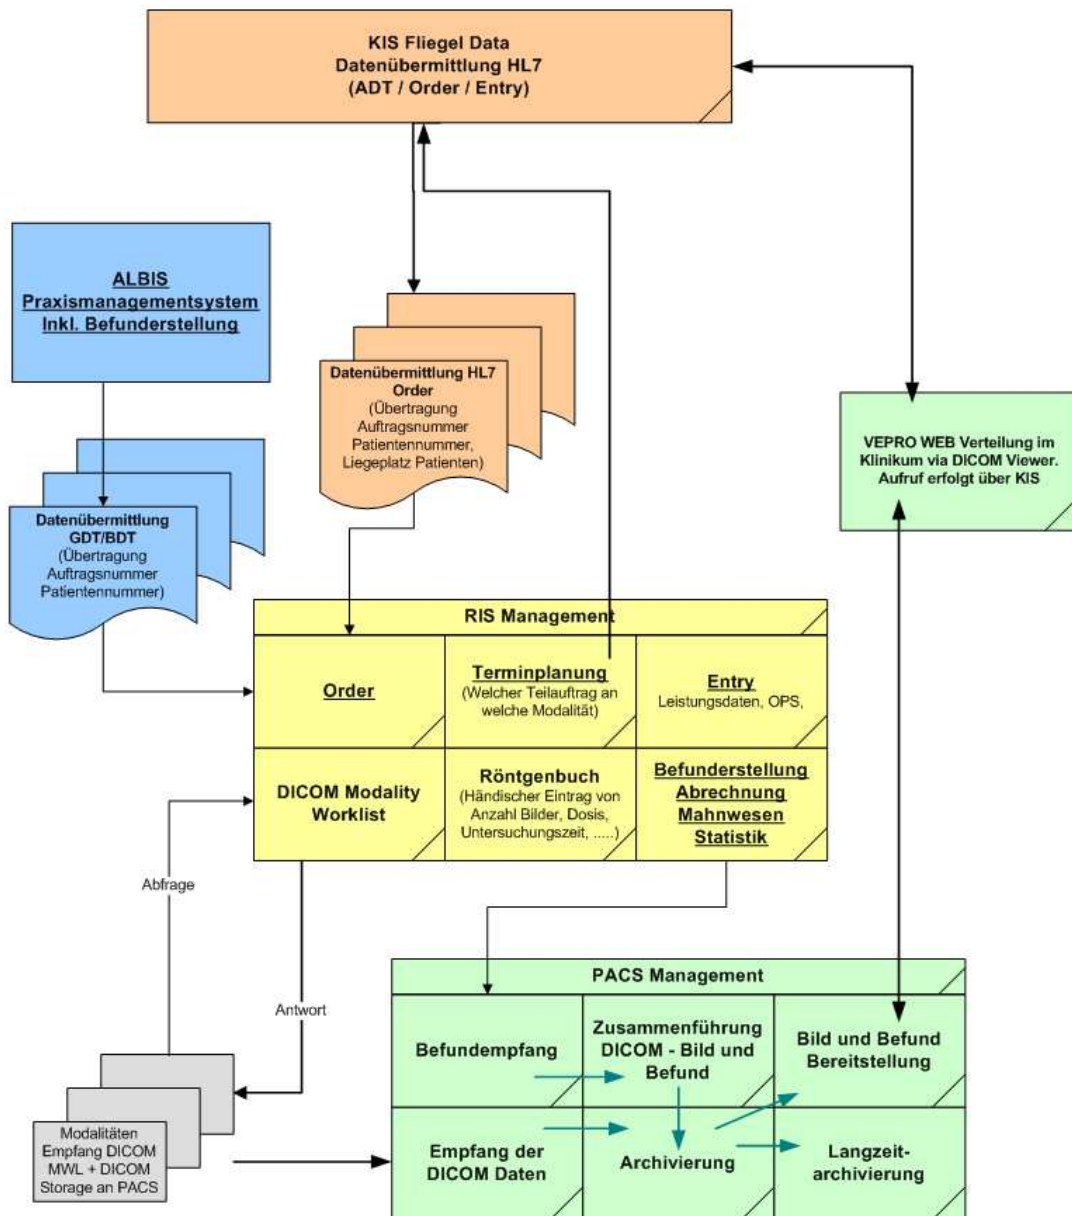 KIS Fliegel Data
Datenübermittlung HL7
(ADT / Order / Entry)
ALBIS
Praxismanagementsystem
Inkl. Befunderstellung
Datenübermittlung HL7
Order
(Übertragung
Auftragsnummer
Patientennummer,
Liegeplatz Patienten)
VEPRO WEB Verteilung im
Klinikum via DICOM Viewer.
Aufruf erfolgt über KIS
Datenübermittlung
GDT/BDT
(Übertragung
Auftragsnummer
Patientennummer)
RIS Management
Order
Terminplanung
(Welcher Teilauftrag an
welche Modalität)
Entry
Leistungsdaten, OPS,
DICOM Modality
Worklist
Röntgenbuch
(Händischer Eintrag von
Anzahl Bilder, Dosis,
Untersuchungszeit, .....)
Befunderstellung
Abrechnung
Mahnwesen
Statistik
Abfrage
Antwort
PACS Management
Befundempfang
Zusammenführung
DICOM - Bild und
Befund
Bild und Befund
Bereitstellung
Modalitäten
Empfang DICOM
MWL + DICOM
Storage an PACS
Empfang der
DICOM Daten
Archivierung
Langzeit-
archivierung